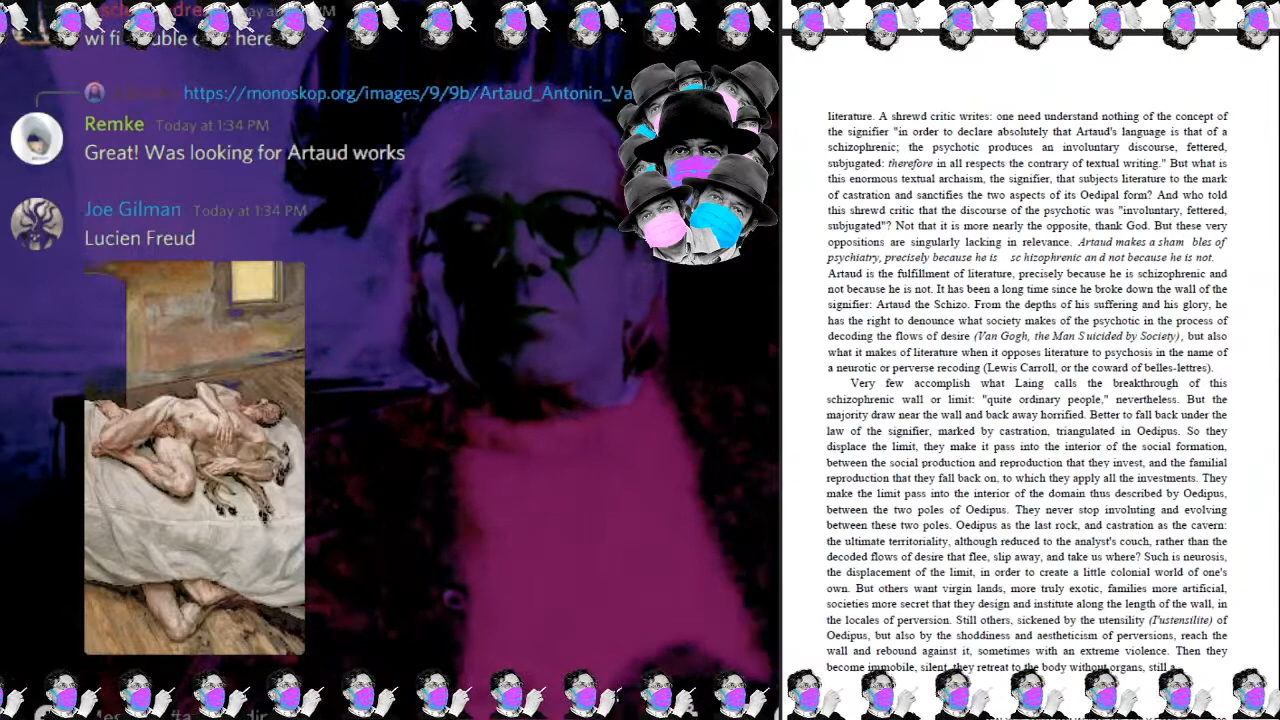 wi fi
https://monoskop.org/images/9/9b/Artaud_Antonin_Va
Remke Today at 1:34 PM
Great! Was looking for Artaud works
Joe Gilman Today at 1:34 PM
Lucien Freud
literature. A shrewd critic writes: one need understand nothing of the concept of
the signifier "in order to declare absolutely that Artaud's language is that of a
schizophrenic; the psychotic produces an involuntary discourse, fettered,
subjugated: therefore in all respects the contrary of textual writing." But what is
this enormous textual archaism, the signifier, that subjects literature to the mark
of castration and sanctifies the two aspects of its Oedipal form? And who told
this shrewd critic that the discourse of the psychotic was "involuntary, fettered,
subjugated"? Not that it is more nearly the opposite, thank God. But these very
oppositions are singularly lacking in relevance. Artaud makes a sham bles of
psychiatry, precisely because he is sc hizophrenic an d not because he is not.
Artaud is the fulfillment of literature, precisely because he is schizophrenic and
not because he is not. It has been a long time since he broke down the wall of the
signifier: Artaud the Schizo. From the depths of his suffering and his glory, he
has the right to denounce what society makes of the psychotic in the process of
decoding the flows of desire (Van Gogh, the Man S uicided by Society), but also
what it makes of literature when it opposes literature to psychosis in the name of
a neurotic or perverse recoding (Lewis Carroll, or the coward of belles-lettres).
Very few accomplish what Laing calls the breakthrough of this
schizophrenic wall or limit: "quite ordinary people," nevertheless. But the
majority draw near the wall and back away horrified. Better to fall back under the
law of the signifier, marked by castration, triangulated in Oedipus. So they
displace the limit, they make it pass into the interior of the social formation,
between the social production and reproduction that they invest, and the familial
reproduction that they fall back on, to which they apply all the investments. They
make the limit pass into the interior of the domain thus described by Oedipus,
between the two poles of Oedipus. They never stop involuting and evolving
between these two poles. Oedipus as the last rock, and castration as the cavern:
the ultimate territoriality, although reduced to the analyst's couch, rather than the
decoded flows of desire that flee, slip away, and take us where? Such is neurosis,
the displacement of the limit, in order to create a little colonial world of one's
own. But others want virgin lands, more truly exotic, families more artificial,
societies more secret that they design and institute along the length of the wall, in
the locales of perversion. Still others, sickened by the utensility (l'ustensilite) of
Oedipus, but also by the shoddiness and aestheticism of perversions, reach the
wall and rebound against it, sometimes with an extreme violence. Then they
become immobile, silent, they retreat to the body without organs, still a